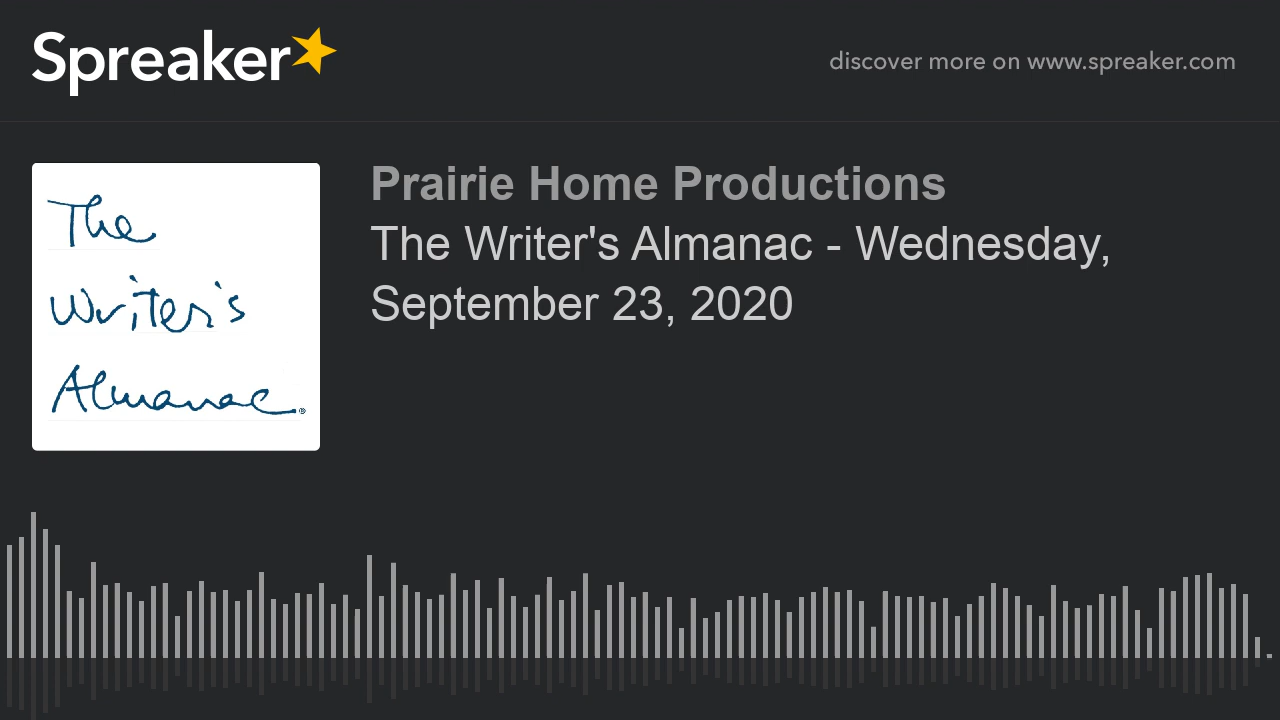 Spreaker
discover more on www.spreaker.com
The
Writer's
Almanac.®
Prairie Home Productions
The Writer's Almanac - Wednesday,
September 23, 2020